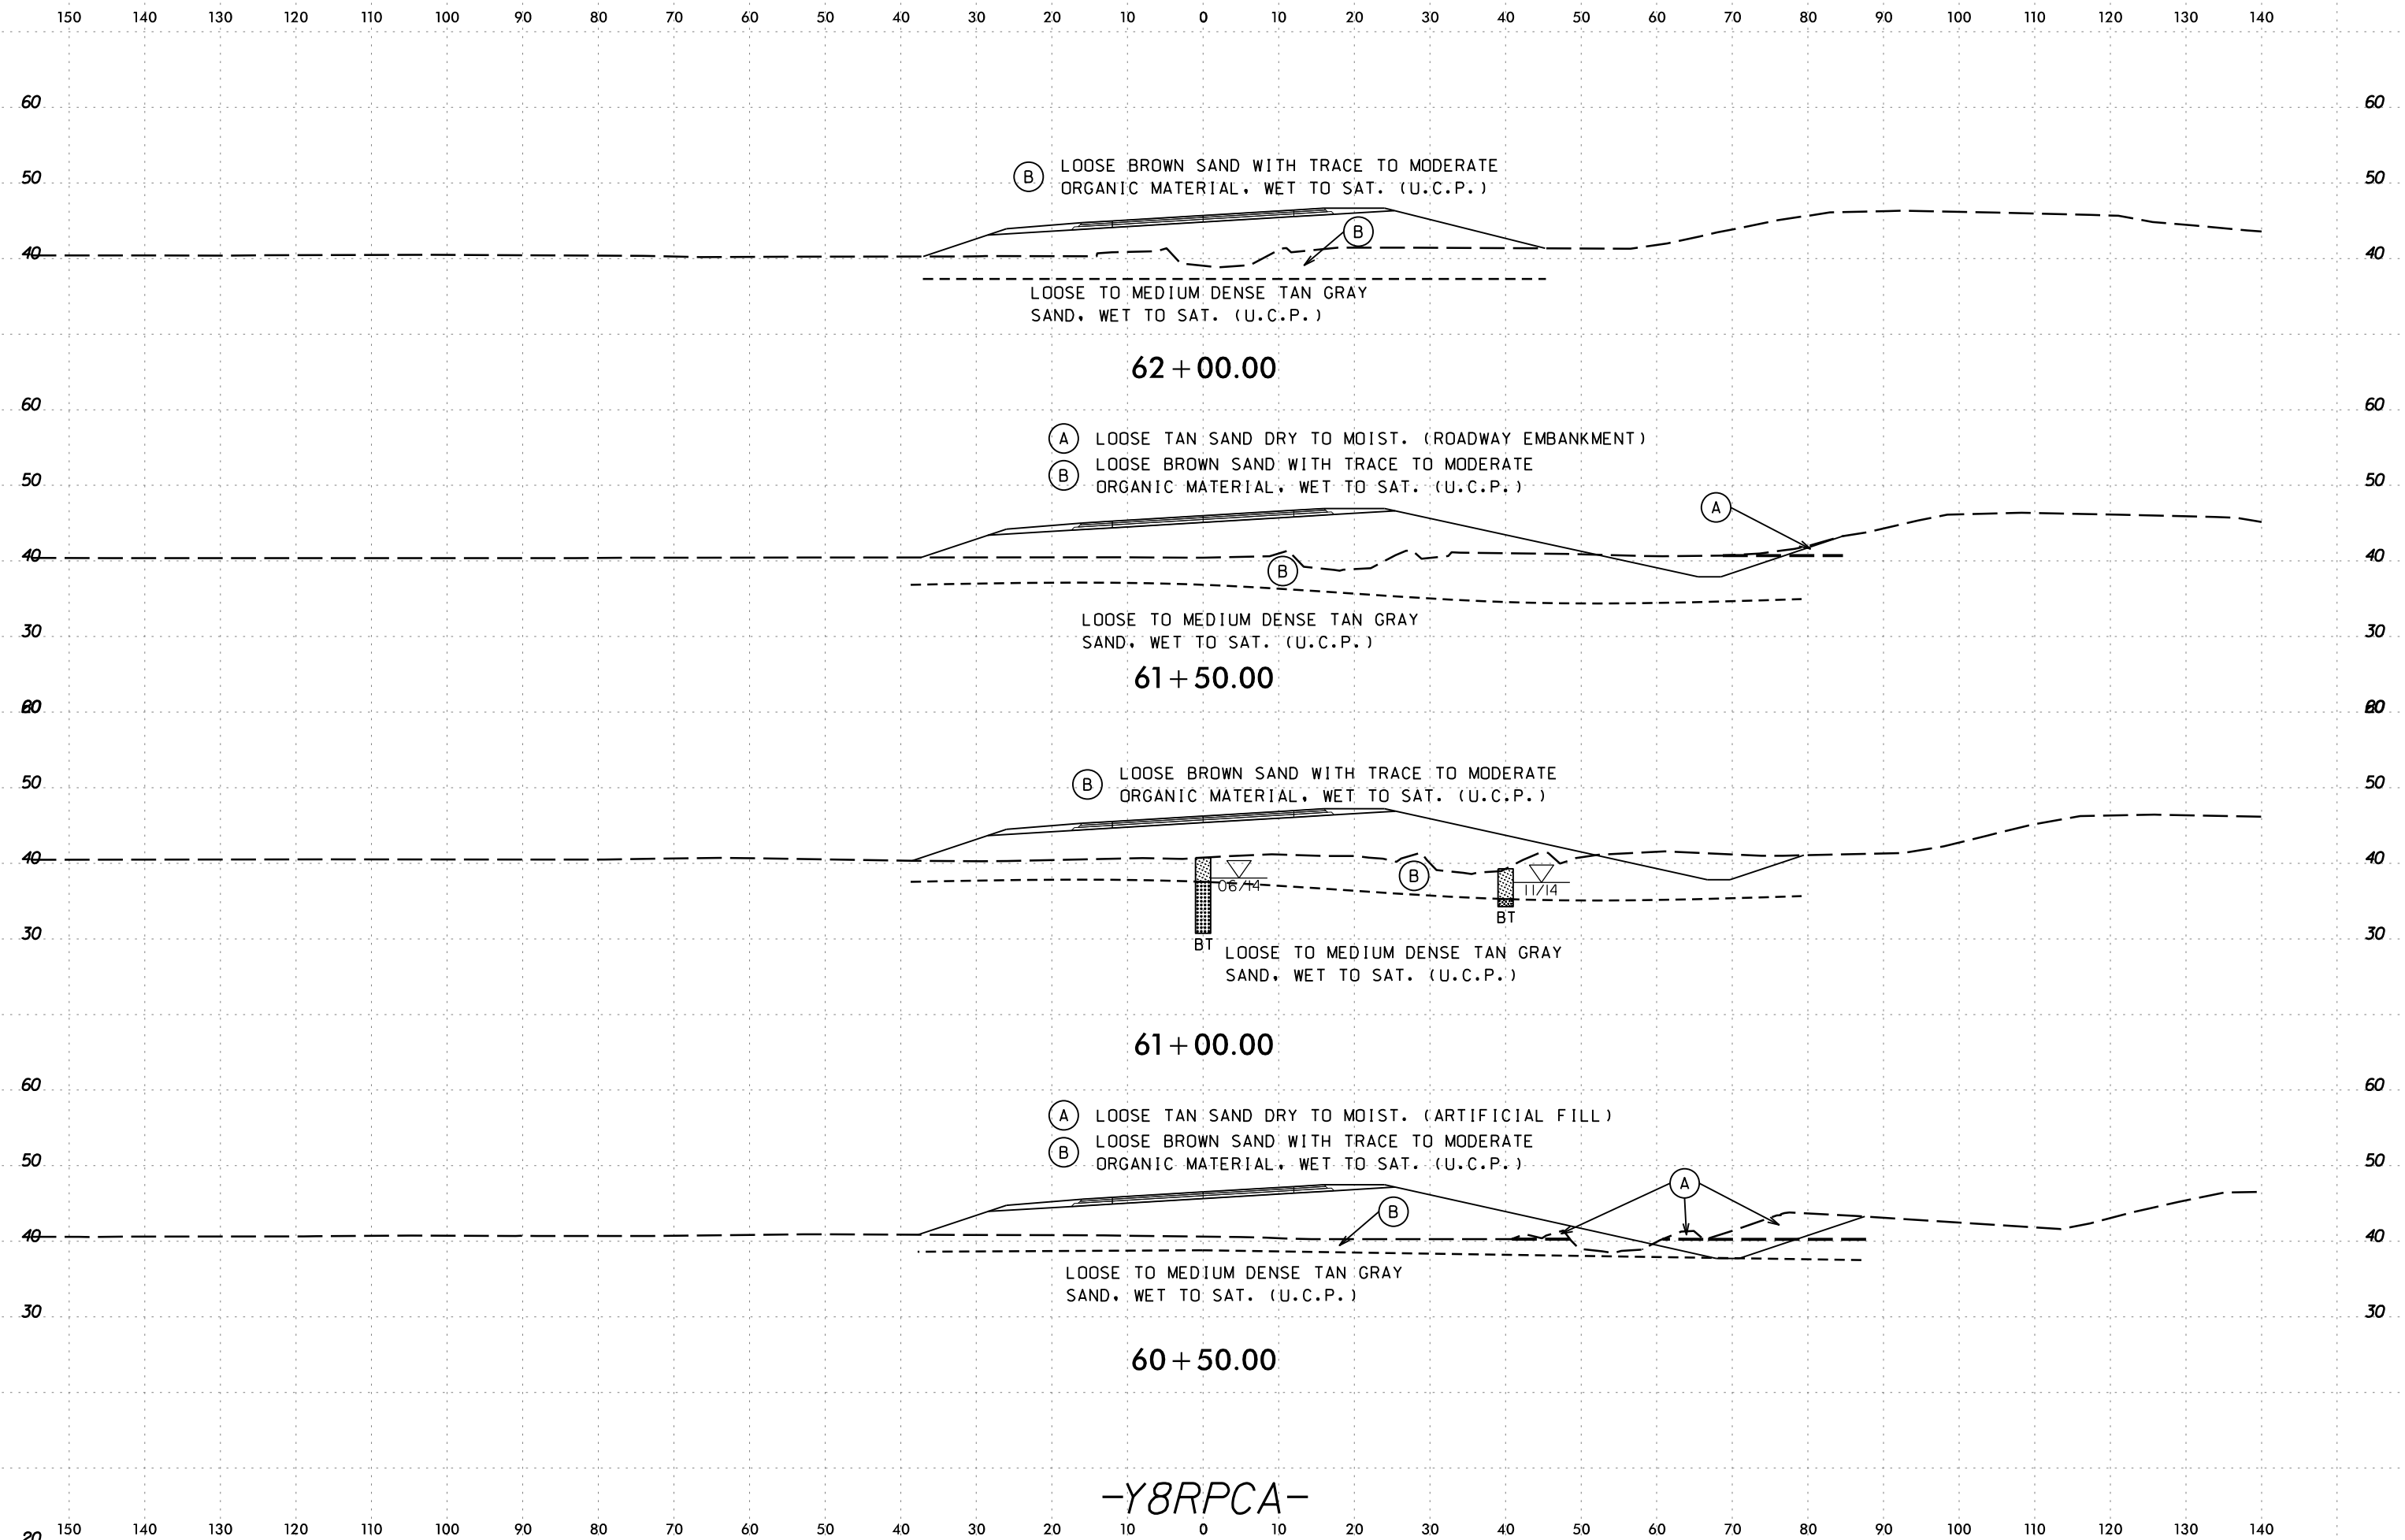 150 140 130 120 110 100 90 80 70 60 50 40 30 20 10 0 10 20 30 40 50 60 70 80 90 100 110 120 130 140
60 60
B LOOSE BROWN SAND WITH TRACE TO MODERATE
ORGANIC MATERIAL, WET TO SAT. (U.C.P.)
50 50
B
40 40
LOOSE TO MEDIUM DENSE TAN GRAY
SAND, WET TO SAT. (U.C.P.)
62+00.00
60 60
A LOOSE TAN SAND DRY TO MOIST. (ROADWAY EMBANKMENT)
B LOOSE BROWN SAND WITH TRACE TO MODERATE
ORGANIC MATERIAL, WET TO SAT. (U.C.P.)
50 50
A
40 40
B
LOOSE TO MEDIUM DENSE TAN GRAY
30 30
SAND, WET TO SAT. (U.C.P.)
61+50.00
60 60
B LOOSE BROWN SAND WITH TRACE TO MODERATE
ORGANIC MATERIAL, WET TO SAT. (U.C.P.)
50 50
40 40
B
06/14 11/14
BT
30 30
BT
LOOSE TO MEDIUM DENSE TAN GRAY
SAND, WET TO SAT. (U.C.P.)
61+00.00
60 60
A LOOSE TAN SAND DRY TO MOIST. (ARTIFICIAL FILL)
B LOOSE BROWN SAND WITH TRACE TO MODERATE
ORGANIC MATERIAL, WET TO SAT. (U.C.P.)
50 50
A
B
40 40
LOOSE TO MEDIUM DENSE TAN GRAY
SAND, WET TO SAT. (U.C.P.)
30 30
60+50.00
-Y8RPCA-
150 140 130 120 110 100 90 80 70 60 50 40 30 20 10 0 10 20 30 40 50 60 70 80 90 100 110 120 130 140
20